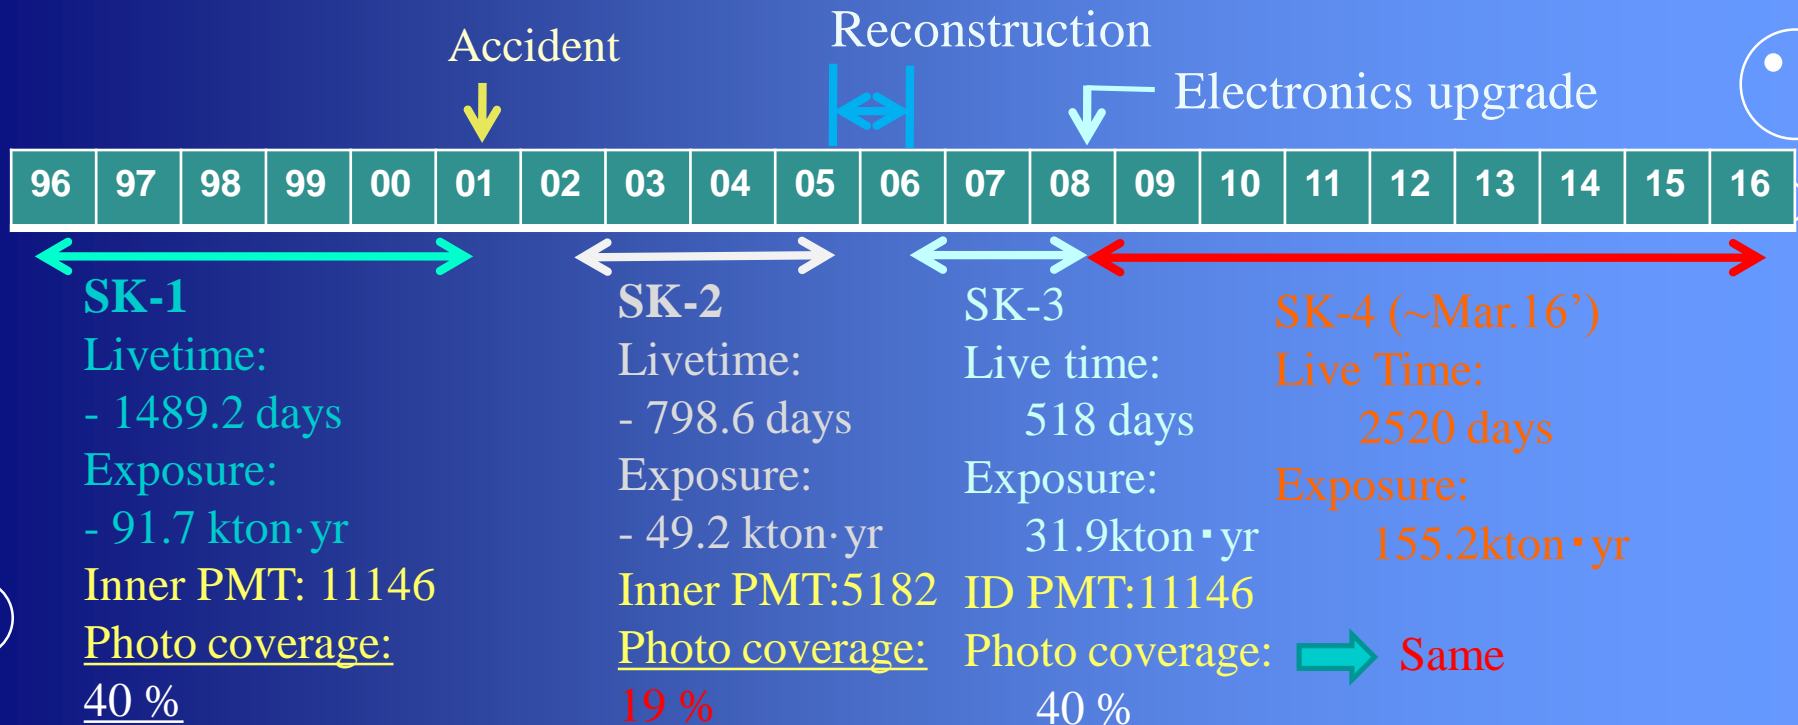 Accident
Reconstruction
Electronics upgrade
96 97 98 99 00 01 02 03 04 05 06 07 08 09 10 11 12 13 14 15 16
SK-1
Livetime:
- 1489.2 days
Exposure:
- 91.7 kton·yr
Inner PMT: 11146
Photo coverage:
40 %
SK-2
Livetime:
- 798.6 days
Exposure:
- 49.2 kton·yr
Inner PMT:5182
Photo coverage:
19 %
SK-3
Live time:
518 days
Exposure:
31.9kton・yr
ID PMT:11146
Photo coverage:
40 %
SK-4 (~Mar.16’)
Live Time:
2520 days
Exposure:
155.2kton・yr
Same